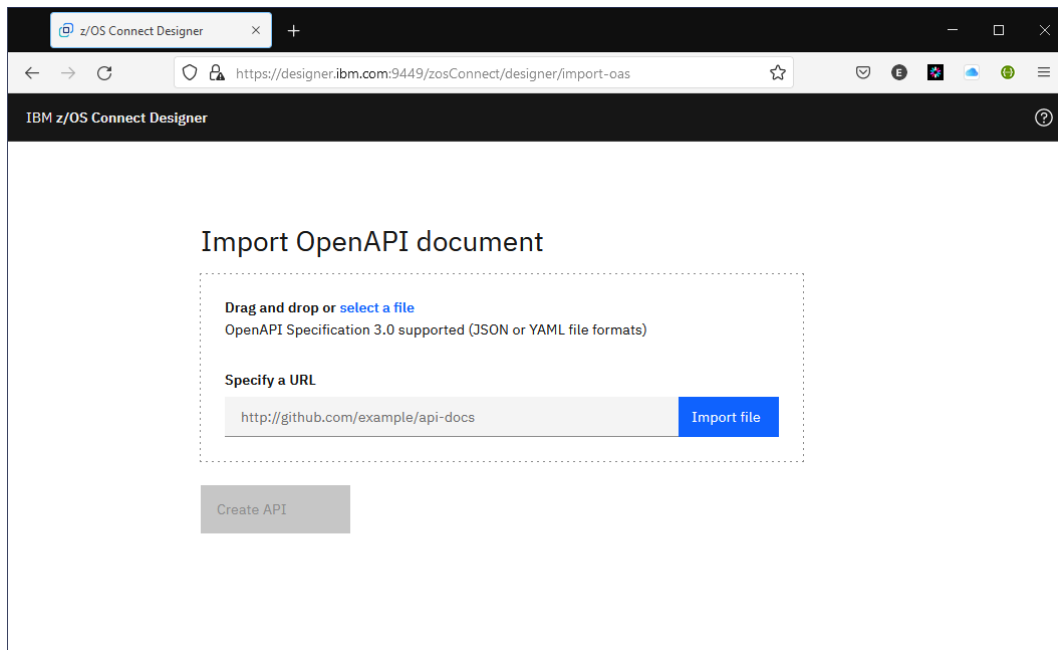 z/OS Connect Designer
https://designer.ibm.com:9449/zosConnect/designer/import-oas
E
IBM z/OS Connect Designer
Import OpenAPI document
Drag and drop or select a file
OpenAPI Specification 3.0 supported (JSON or YAML file formats)
Specify a URL
http://github.com/example/api-docs
Import file
Create API